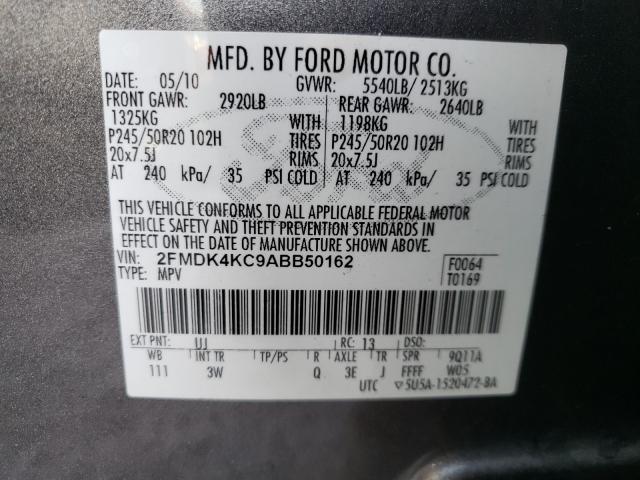 MFD. BY FORD MOTOR CO.
DATE: 05/10 GVWR: 5540LB/ 2513KG
FRONT GAWR: 2920LB REAR GAWR: 2640LB
1325KG WITH 1198KG WITH
P245/50R20 102H TIRES P245/50R20 102H TIRES
20x7.5J RIMS 20x7.5J RIMS
AT 240 kPa/ 35 PSI COLD AT 240 kPa/ 35 PSI COLD
THIS VEHICLE CONFORMS TO ALL APPLICABLE FEDERAL MOTOR
VEHICLE SAFETY AND THEFT PREVENTION STANDARDS IN
EFFECT ON THE DATE OF MANUFACTURE SHOWN ABOVE.
VIN: 2FMDK4KC9ABB50162 F0064
TYPE: MPV T0169
EXT PNT: UJ RC: 13 DSO:
WB INT TR TP/PS R AXLE TR SPR 9Q11A
111 3W Q 3E J FFFF W05
UTC ▽5U5A-1520472-BA